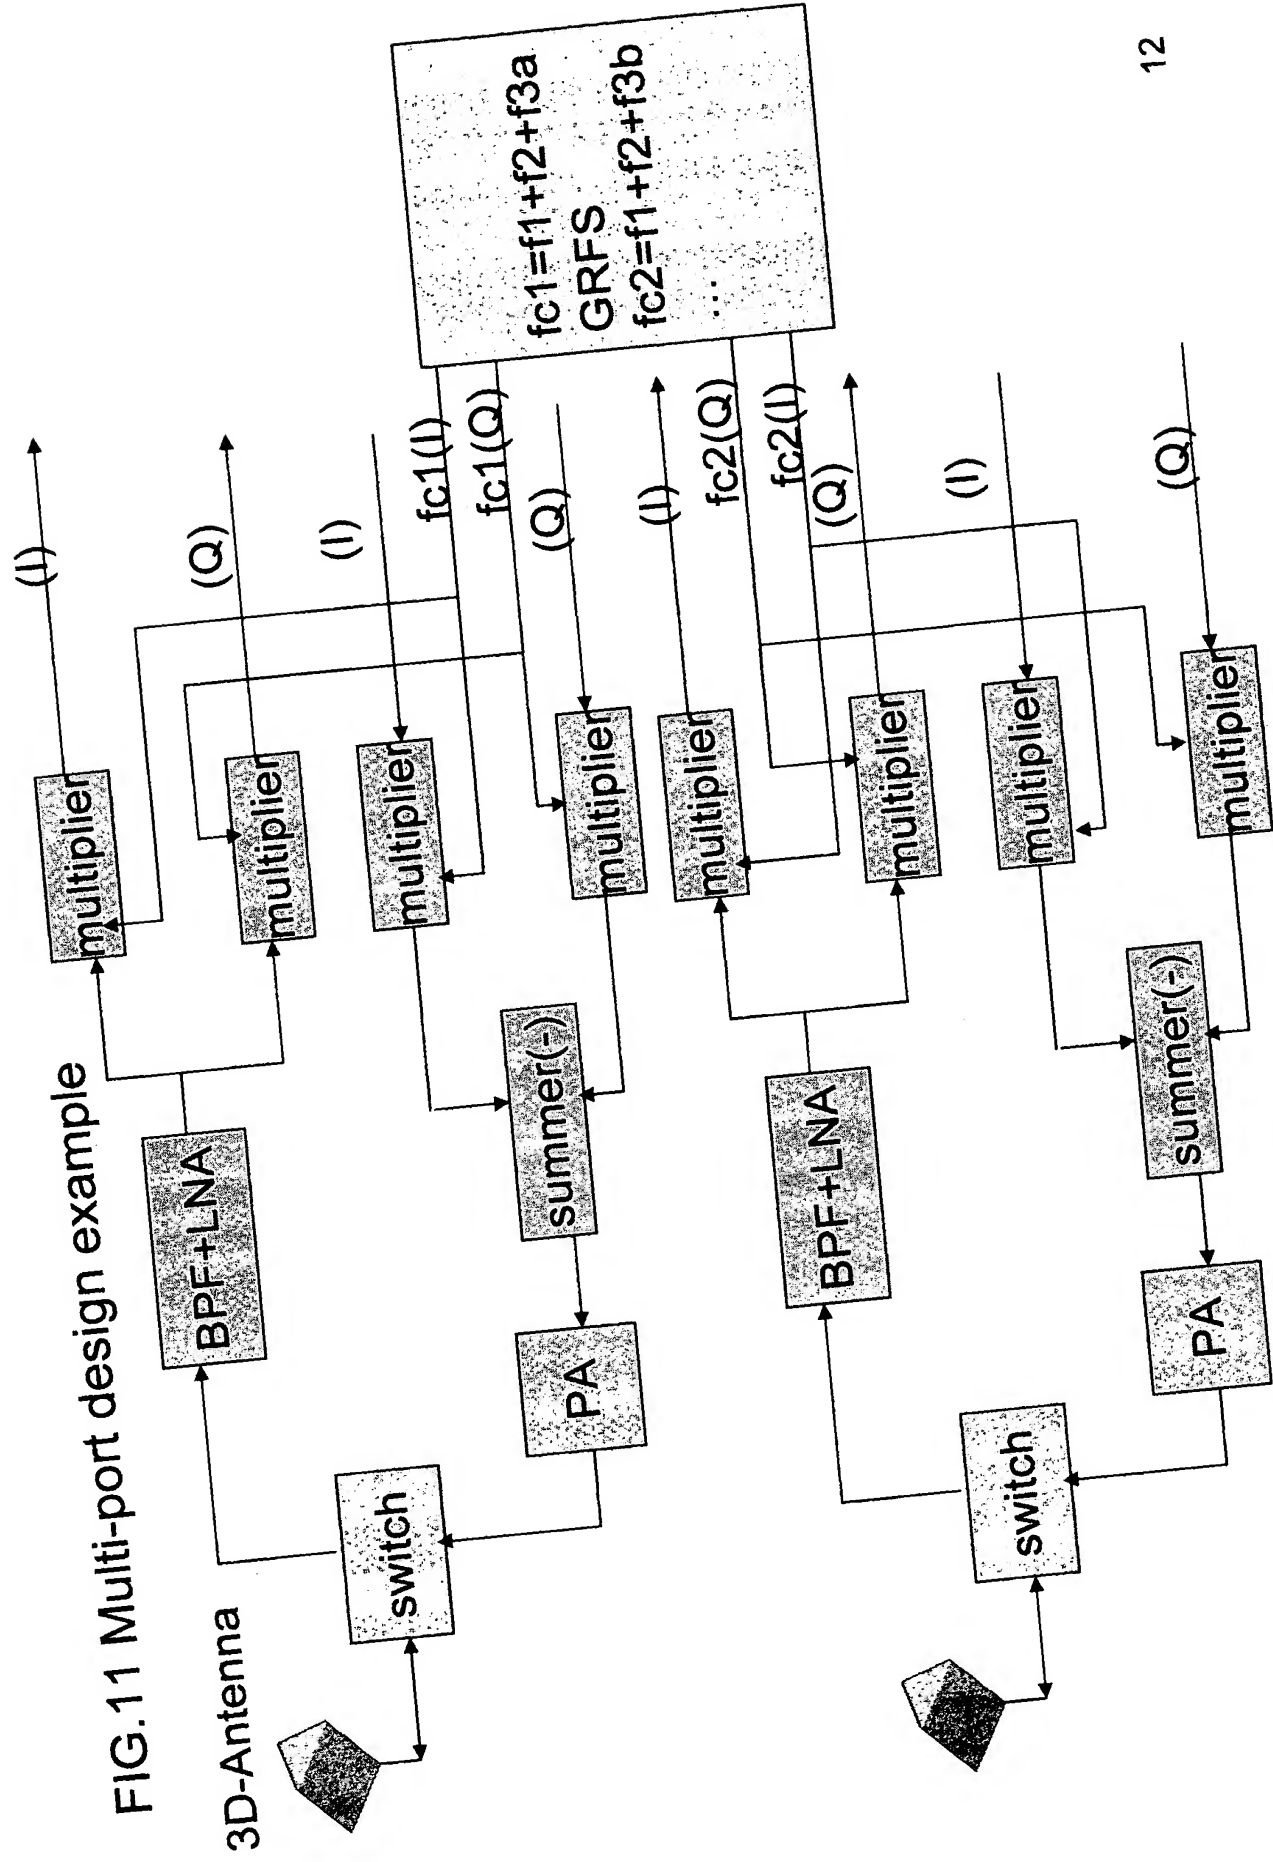 FIG.11 Multi-port design example
3D-Antenna
switch
BPF+LNA
PA
summer(-)
multiplier
multiplier
multiplier
multiplier
(I)
(Q)
(I)
fc1(I)
fc1(Q)
(Q)
fc1=f1+f2+f3a
GRFS
fc2=f1+f2+f3b
...
switch
BPF+LNA
PA
summer(-)
multiplier
multiplier
multiplier
multiplier
(I)
fc2(Q)
fc2(I)
(Q)
(I)
(Q)
12